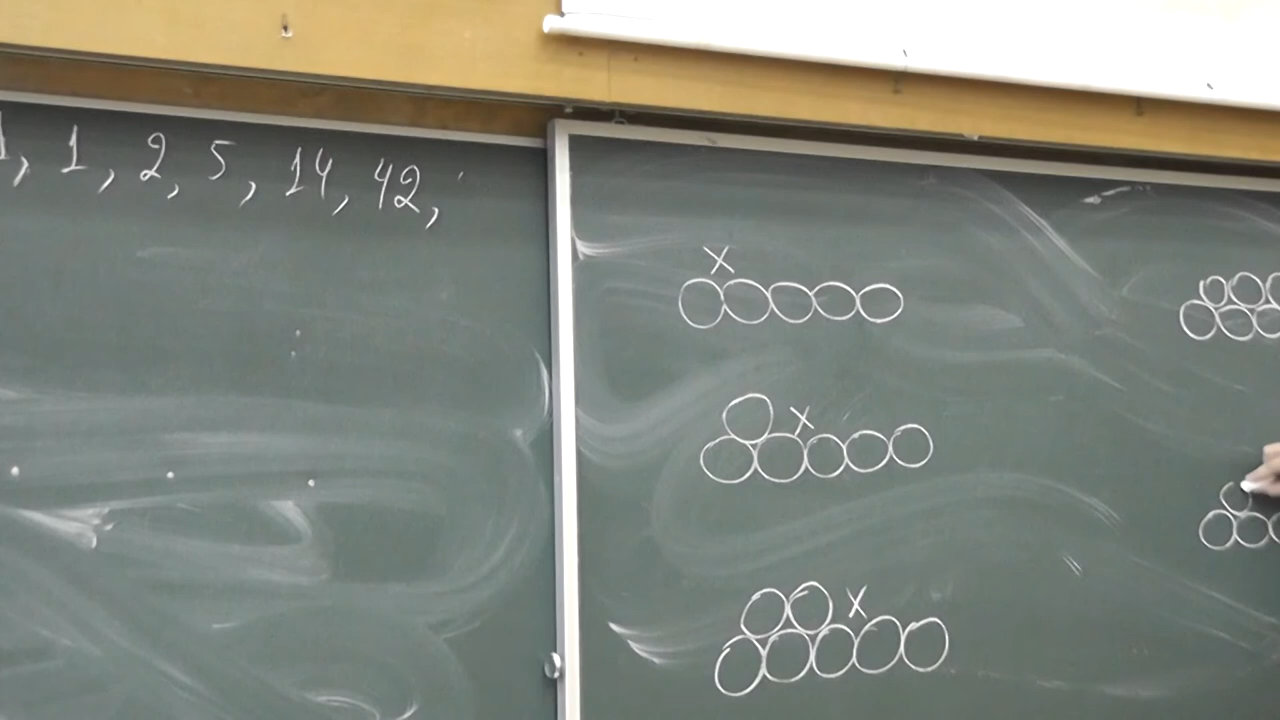 1, 1, 2, 5, 14, 42,
x
x
x